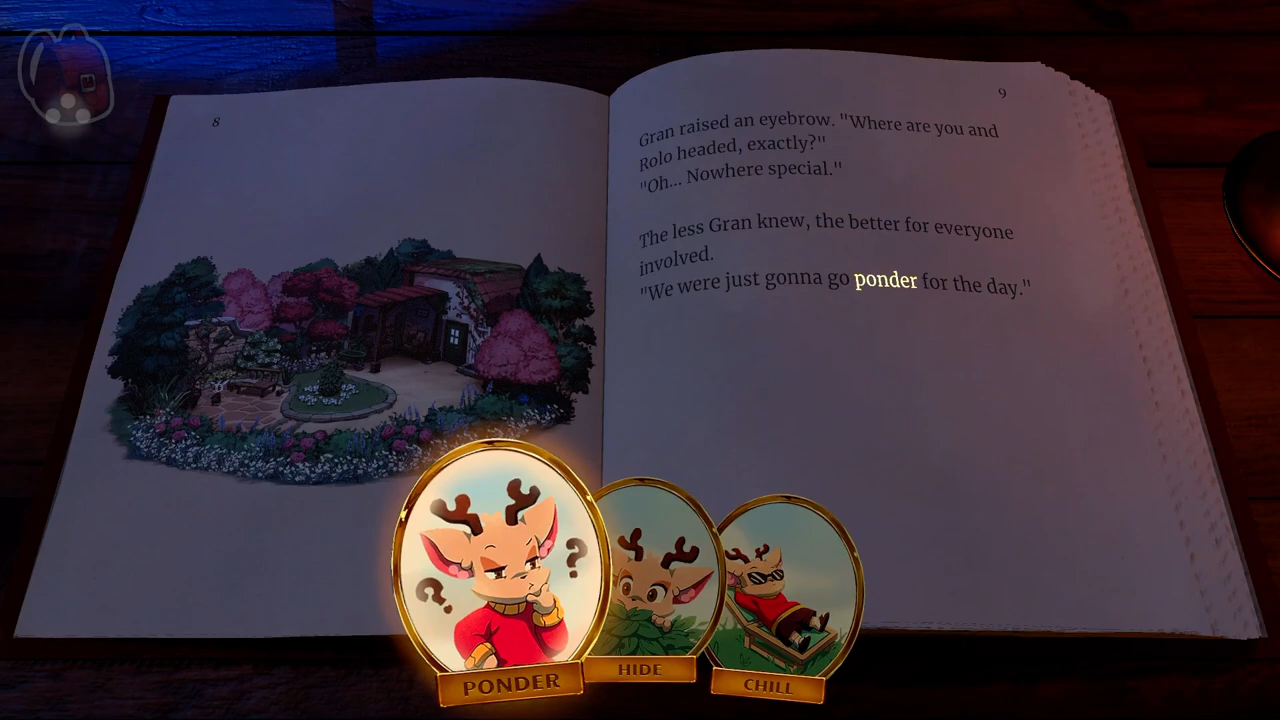 8
9
Gran raised an eyebrow. "Where are you and
Rolo headed, exactly?"
"Oh... Nowhere special."
The less Gran knew, the better for everyone
involved.
"We were just gonna go ponder for the day."
?
?
PONDER
HIDE
CHILL